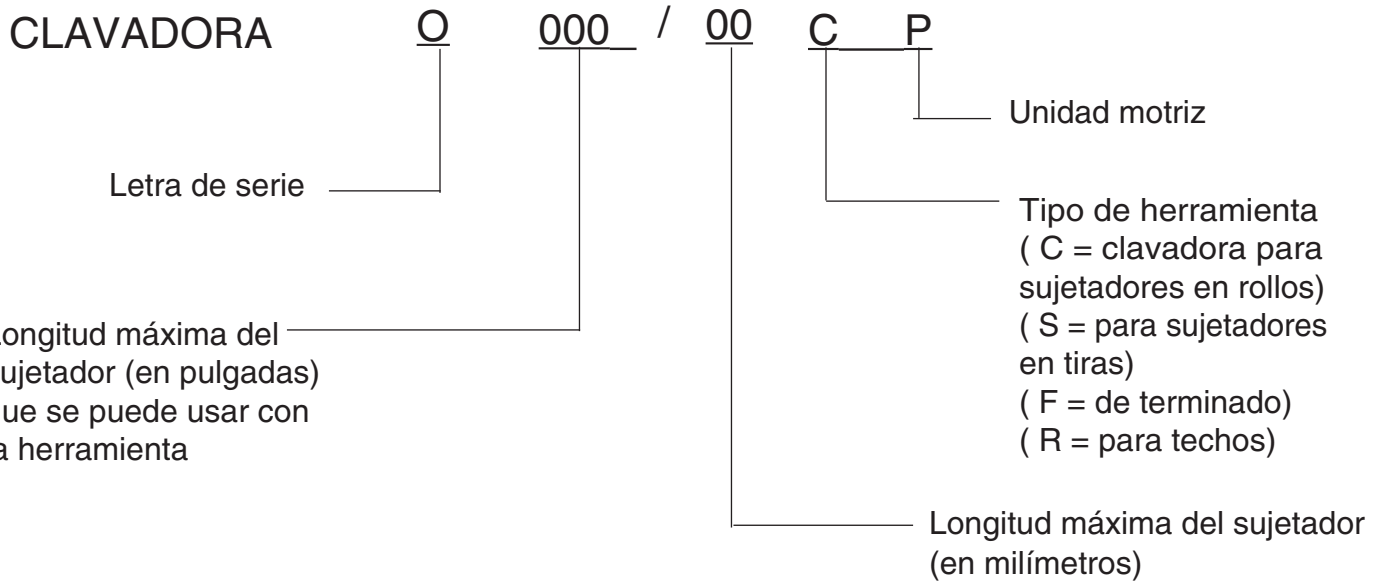 CLAVADORA O 000_ / 00 C___P
Unidad motriz
Letra de serie
Tipo de herramienta
( C = clavadora para
sujetadores en rollos)
( S = para sujetadores
en tiras)
( F = de terminado)
( R = para techos)
ongitud máxima del
ujetador (en pulgadas)
ue se puede usar con
a herramienta
Longitud máxima del sujetador
(en milímetros)